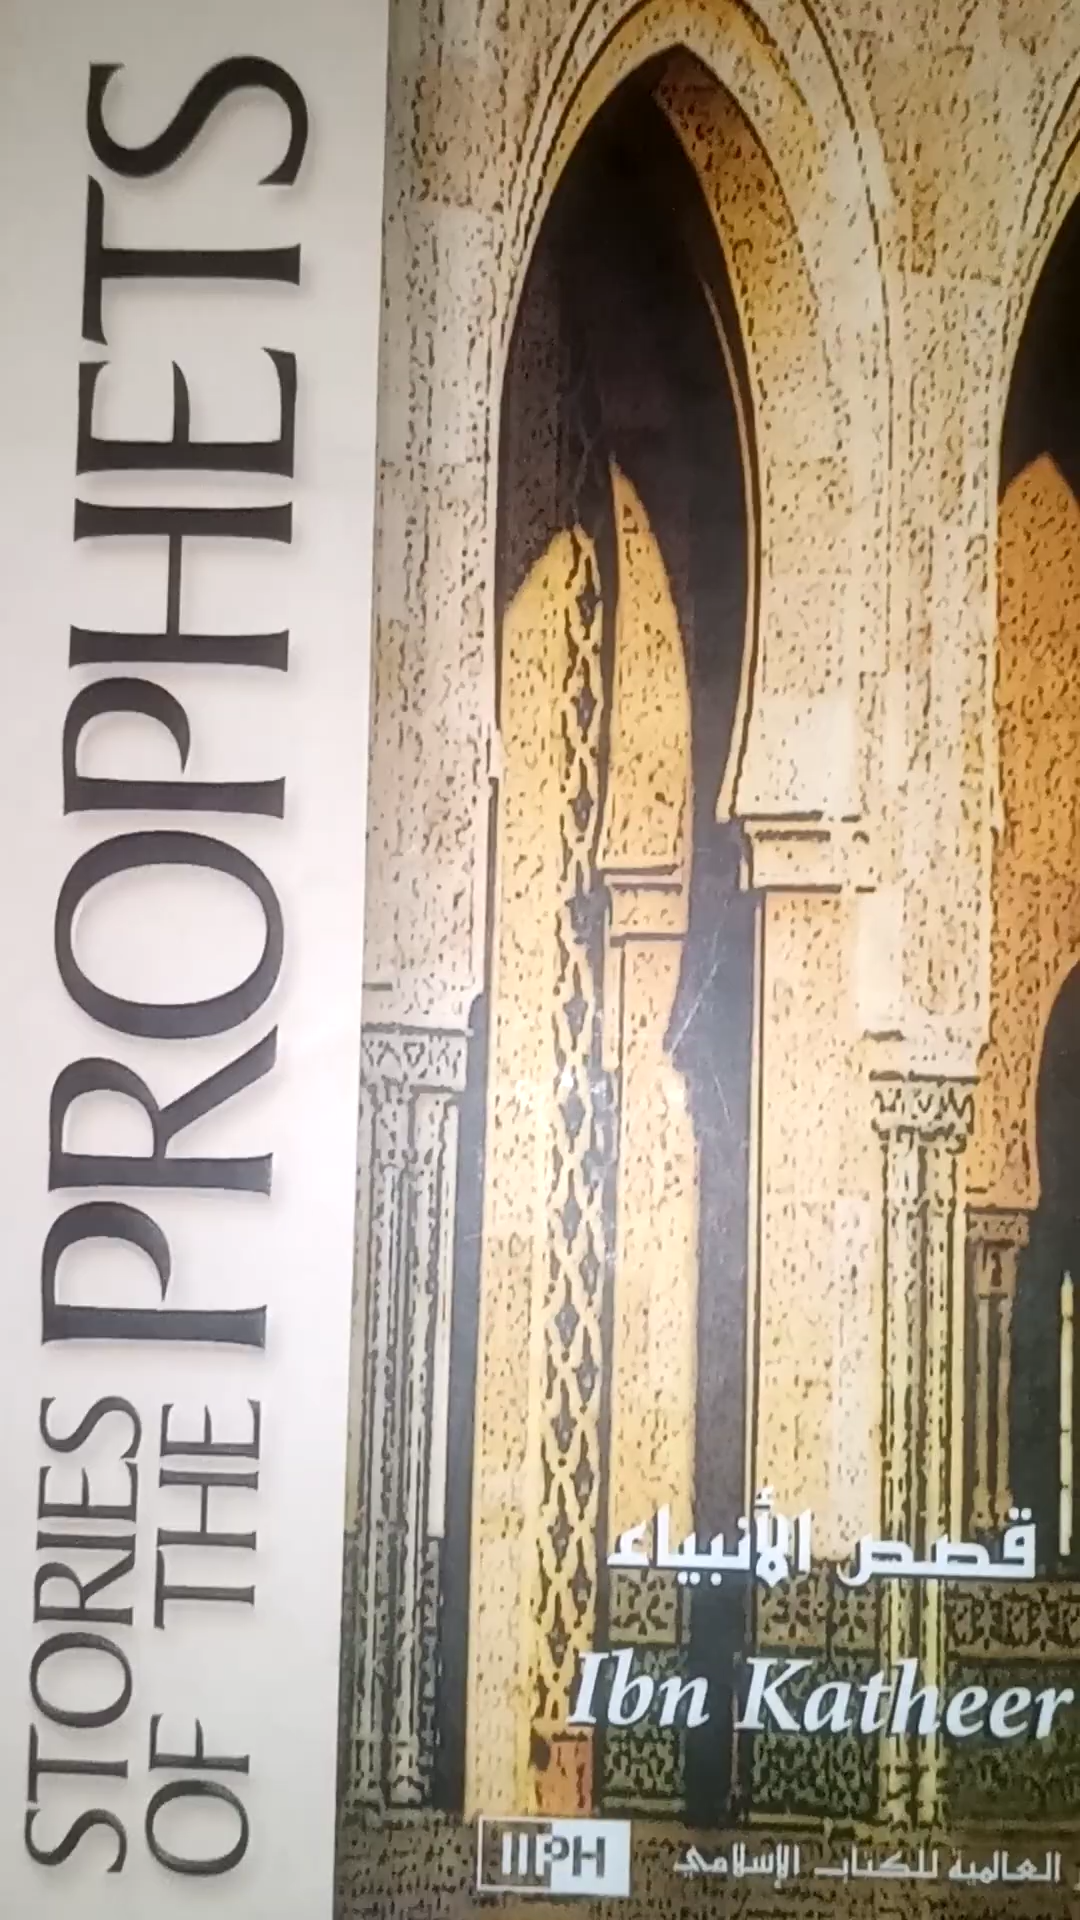 STORIES
OF THE
PROPHETS
قصص الأنبياء
Ibn Katheer
IIPH
العالمية للكتاب الإسلامي